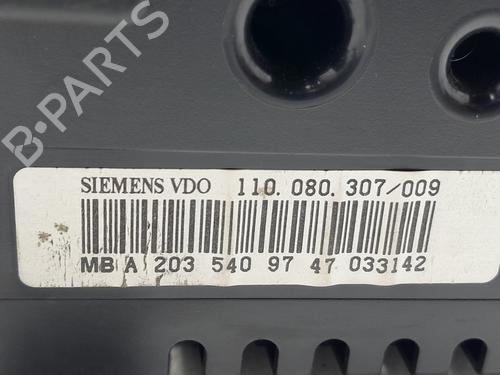 B-PARTS
SIEMENS VDO 110.080.307/009
MB A 203 540 97 47 033142